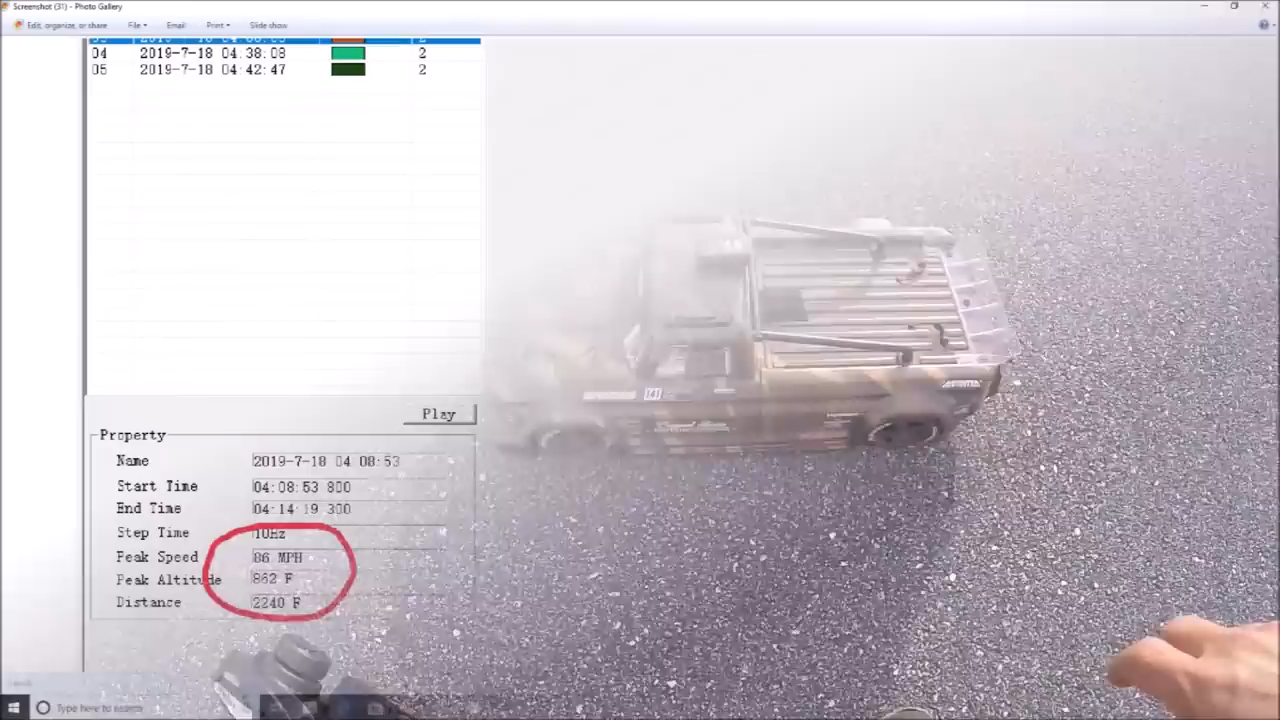 Screenshot (31) - Photo Gallery
Edit, organize, or share File Email Print Slide show
04 2019-7-18 04:38:08 2
05 2019-7-18 04:42:47 2
Play
Property
Name 2019-7-18 04:08:53
Start Time 04:08:53 800
End Time 04:14:19 300
Step Time 10Hz
Peak Speed 86 MPH
Peak Altitude 862 F
Distance 2240 F
Type here to search